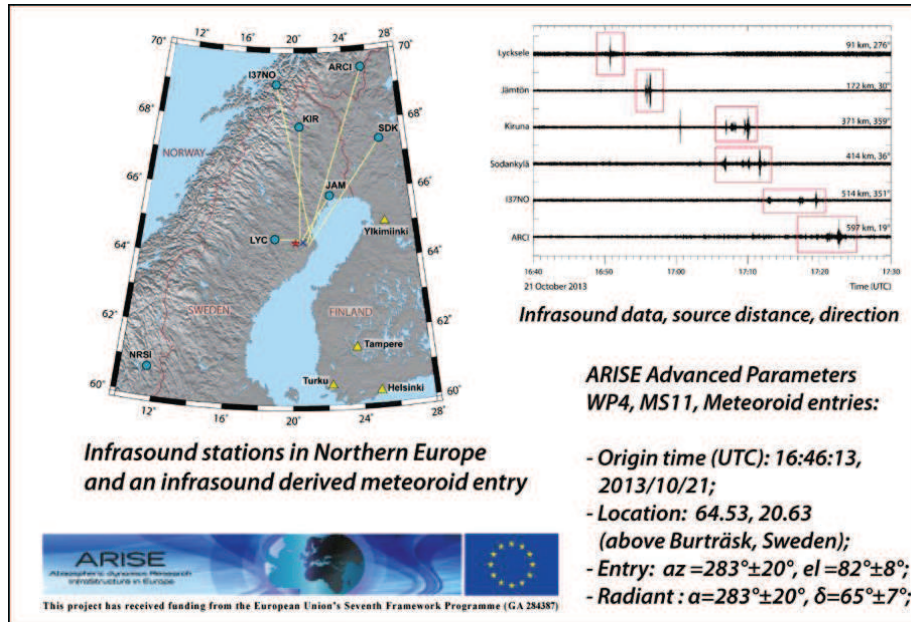 12° 16° 20° 24° 28°
70° 70°
ARCI
I37NO
68° 68°
KIR
SDK
NORWAY
66° 66°
JAM
LYC
Ylkimiinki
64° 64°
62° 62°
SWEDEN
FINLAND
NRSI
Tampere
60° 60°
Turku
Helsinki
12° 16° 20° 24° 28°
Infrasound stations in Northern Europe
and an infrasound derived meteoroid entry
Lycksele 91 km, 276°
Jämtön 172 km, 30°
Kiruna 371 km, 359°
Sodankylä 414 km, 36°
I37NO 514 km, 351°
ARCI 597 km, 19°
16:40 16:50 17:00 17:10 17:20 17:30
21 October 2013 Time (UTC)
Infrasound data, source distance, direction
ARISE Advanced Parameters
WP4, MS11, Meteoroid entries:
- Origin time (UTC): 16:46:13,
2013/10/21;
- Location: 64.53, 20.63
(above Burträsk, Sweden);
- Entry: az =283°±20°, el =82°±8°;
- Radiant : α=283°±20°, δ=65°±7°;
ARISE
Atmospheric dynamics Research
InfraStructure in Europe
This project has received funding from the European Union's Seventh Framework Programme (GA 284387)